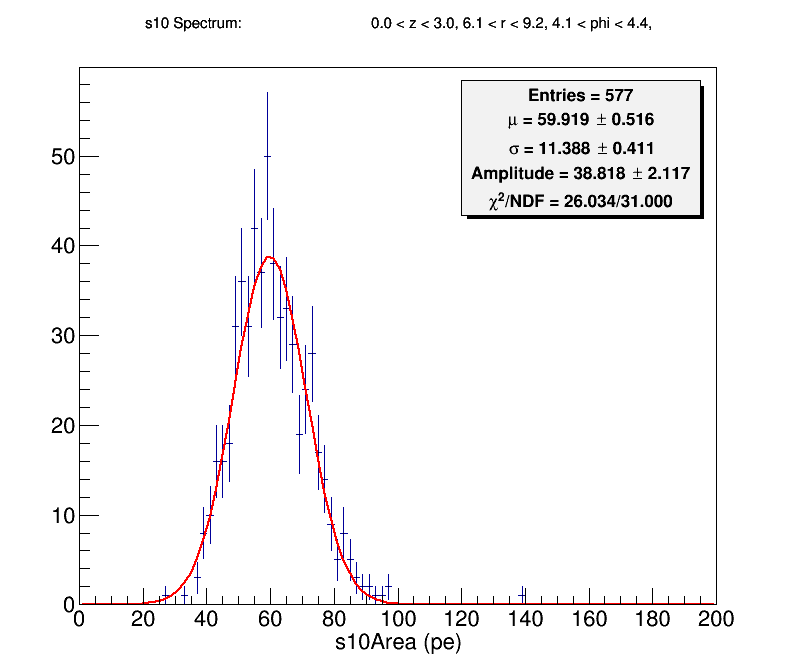 s10 Spectrum: 0.0 < z < 3.0, 6.1 < r < 9.2, 4.1 < phi < 4.4,
Entries = 577
μ = 59.919 ± 0.516
σ = 11.388 ± 0.411
Amplitude = 38.818 ± 2.117
χ²/NDF = 26.034/31.000
50
40
30
20
10
0
0 20 40 60 80 100 120 140 160 180 200
s10Area (pe)